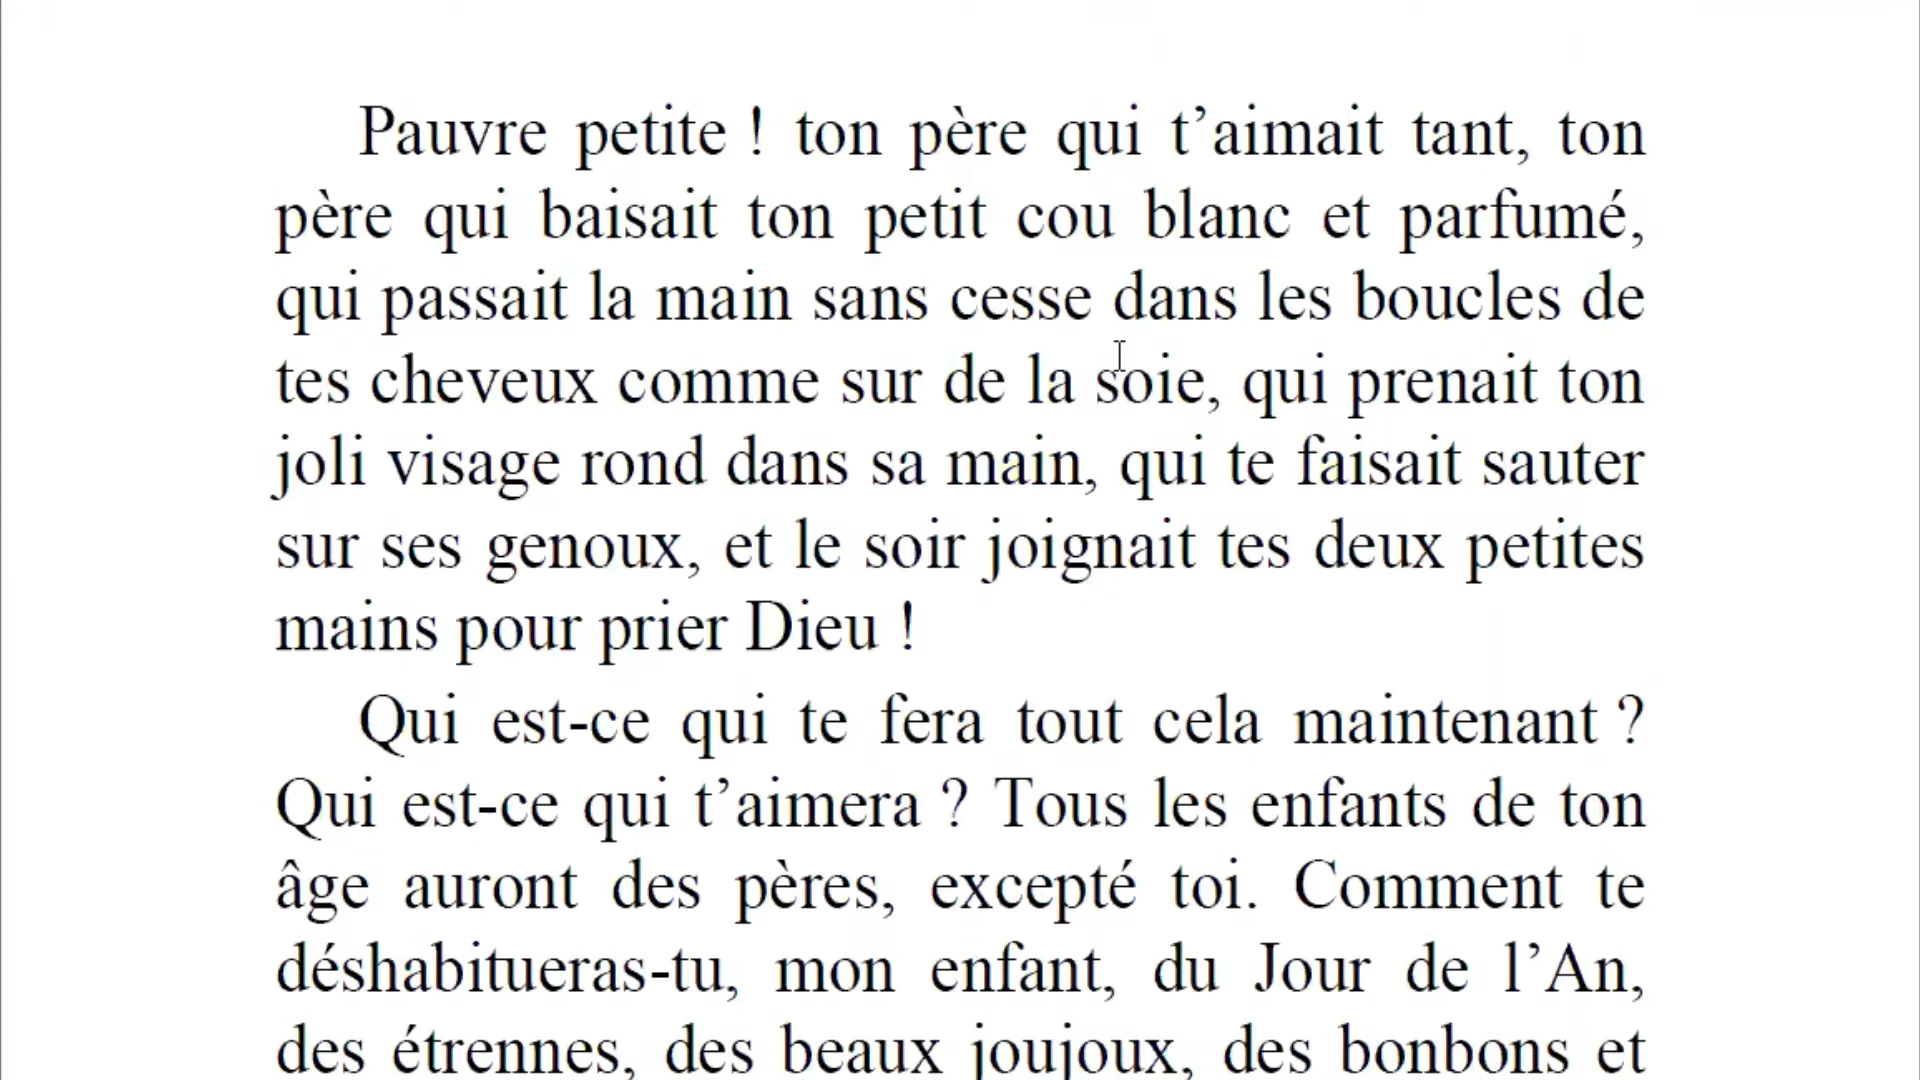 Pauvre petite ! ton père qui t’aimait tant, ton
père qui baisait ton petit cou blanc et parfumé,
qui passait la main sans cesse dans les boucles de
tes cheveux comme sur de la soie, qui prenait ton
joli visage rond dans sa main, qui te faisait sauter
sur ses genoux, et le soir joignait tes deux petites
mains pour prier Dieu !
Qui est-ce qui te fera tout cela maintenant ?
Qui est-ce qui t’aimera ? Tous les enfants de ton
âge auront des pères, excepté toi. Comment te
déshabitueras-tu, mon enfant, du Jour de l’An,
des étrennes, des beaux joujoux, des bonbons et